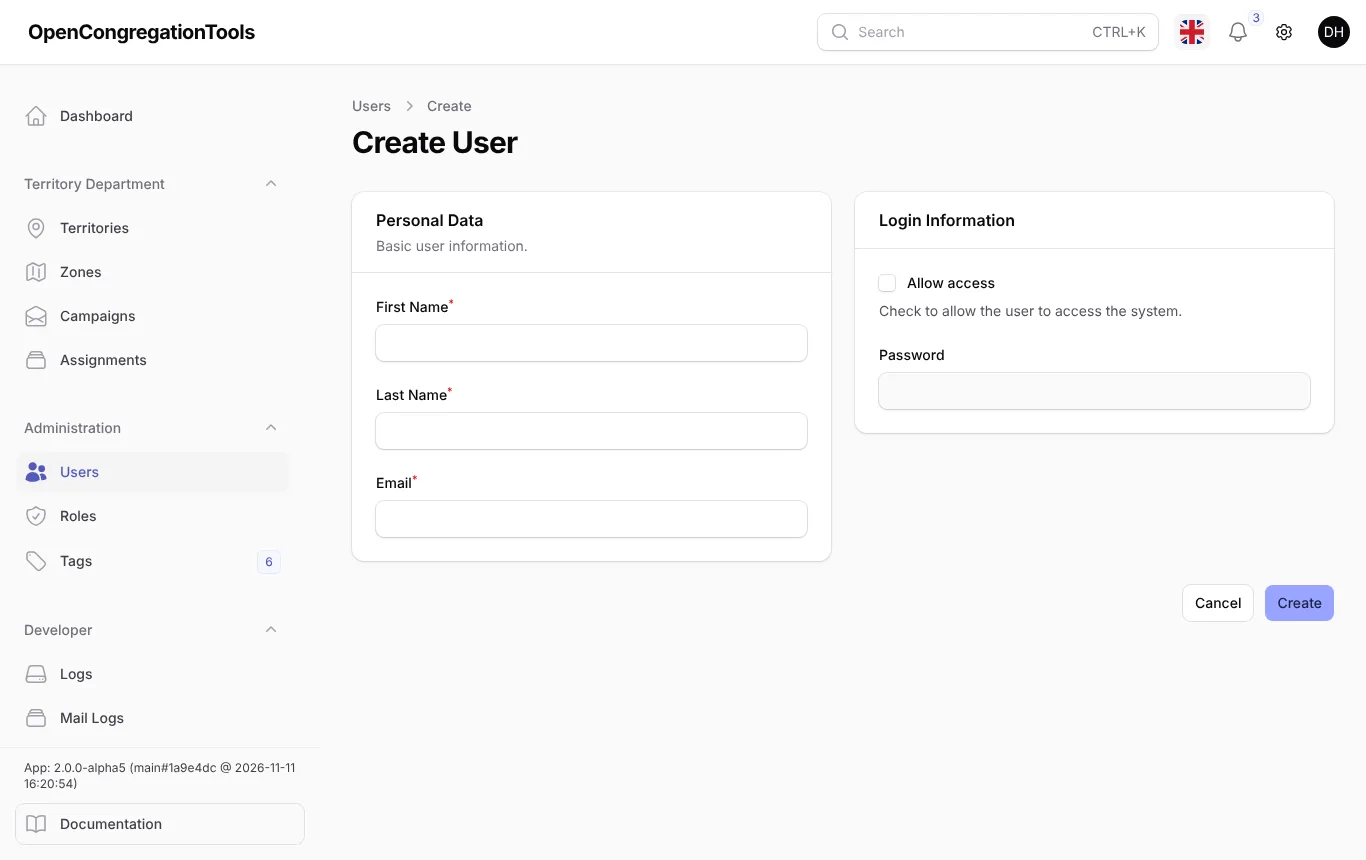 OpenCongregationTools
Search
CTRL+K
3
DH
Dashboard
Territory Department
Territories
Zones
Campaigns
Assignments
Administration
Users
Roles
Tags
6
Developer
Logs
Mail Logs
App: 2.0.0-alpha5 (main#1a9e4dc @ 2026-11-11
16:20:54)
Documentation
Users
Create
Create User
Personal Data
Basic user information.
First Name*
Last Name*
Email*
Login Information
Allow access
Check to allow the user to access the system.
Password
Cancel
Create